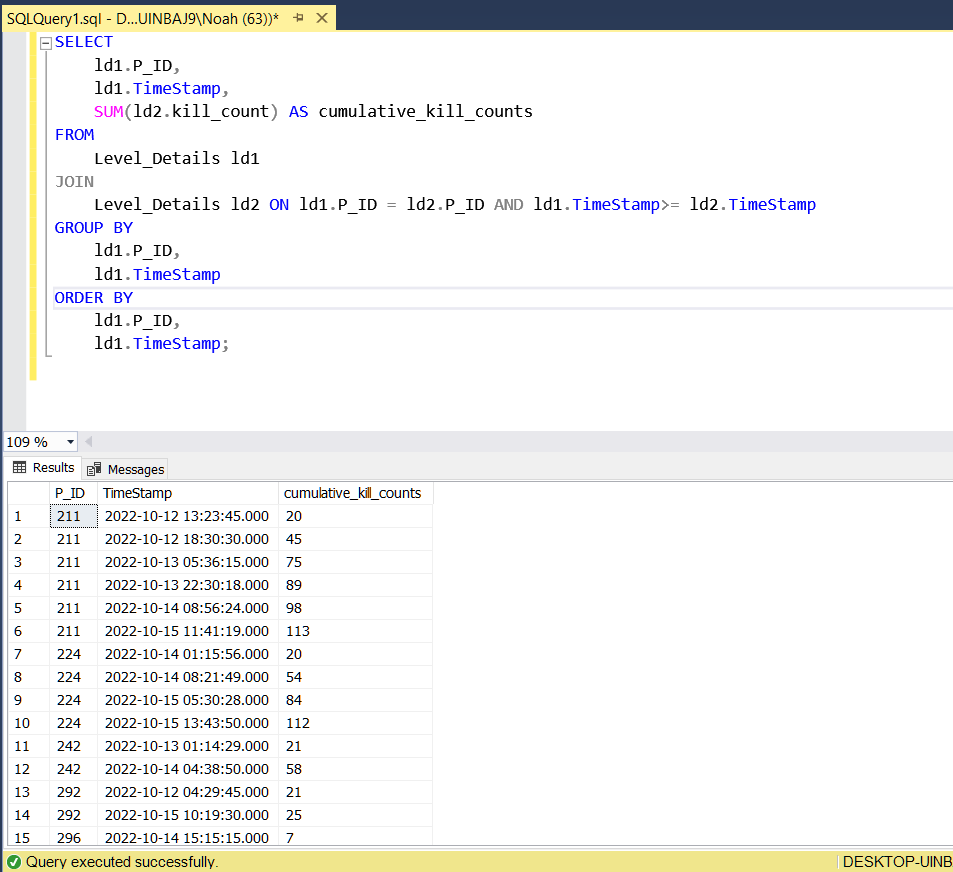 SQLQuery1.sql - D...UINBAJ9\Noah (63))*
SELECT
ld1.P_ID,
ld1.TimeStamp,
SUM(ld2.kill_count) AS cumulative_kill_counts
FROM
Level_Details ld1
JOIN
Level_Details ld2 ON ld1.P_ID = ld2.P_ID AND ld1.TimeStamp>= ld2.TimeStamp
GROUP BY
ld1.P_ID,
ld1.TimeStamp
ORDER BY
ld1.P_ID,
ld1.TimeStamp;
109 %
Results Messages
P_ID TimeStamp cumulative_kill_counts
1 211 2022-10-12 13:23:45.000 20
2 211 2022-10-12 18:30:30.000 45
3 211 2022-10-13 05:36:15.000 75
4 211 2022-10-13 22:30:18.000 89
5 211 2022-10-14 08:56:24.000 98
6 211 2022-10-15 11:41:19.000 113
7 224 2022-10-14 01:15:56.000 20
8 224 2022-10-14 08:21:49.000 54
9 224 2022-10-15 05:30:28.000 84
10 224 2022-10-15 13:43:50.000 112
11 242 2022-10-13 01:14:29.000 21
12 242 2022-10-14 04:38:50.000 58
13 292 2022-10-12 04:29:45.000 21
14 292 2022-10-15 10:19:30.000 25
15 296 2022-10-14 15:15:15.000 7
Query executed successfully. DESKTOP-UINB